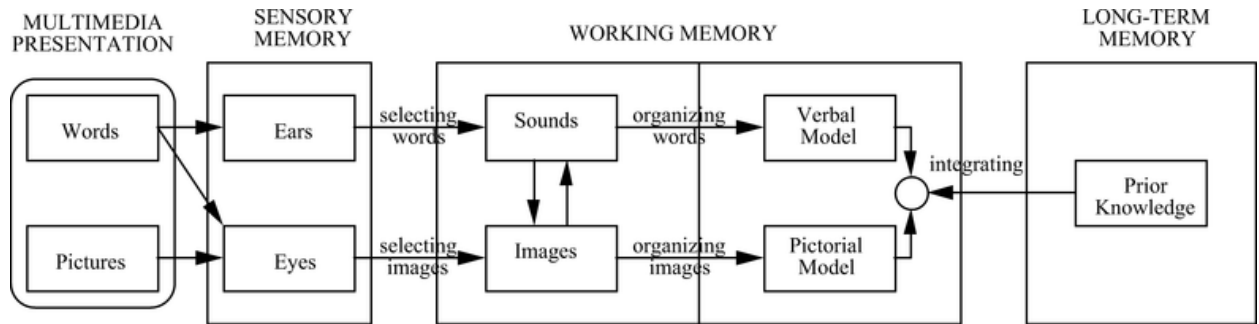 MULTIMEDIA
PRESENTATION
SENSORY
MEMORY
WORKING MEMORY
LONG-TERM
MEMORY
Words
Ears
selecting
words
Sounds
organizing
words
Verbal
Model
integrating
Prior
Knowledge
Pictures
Eyes
selecting
images
Images
organizing
images
Pictorial
Model